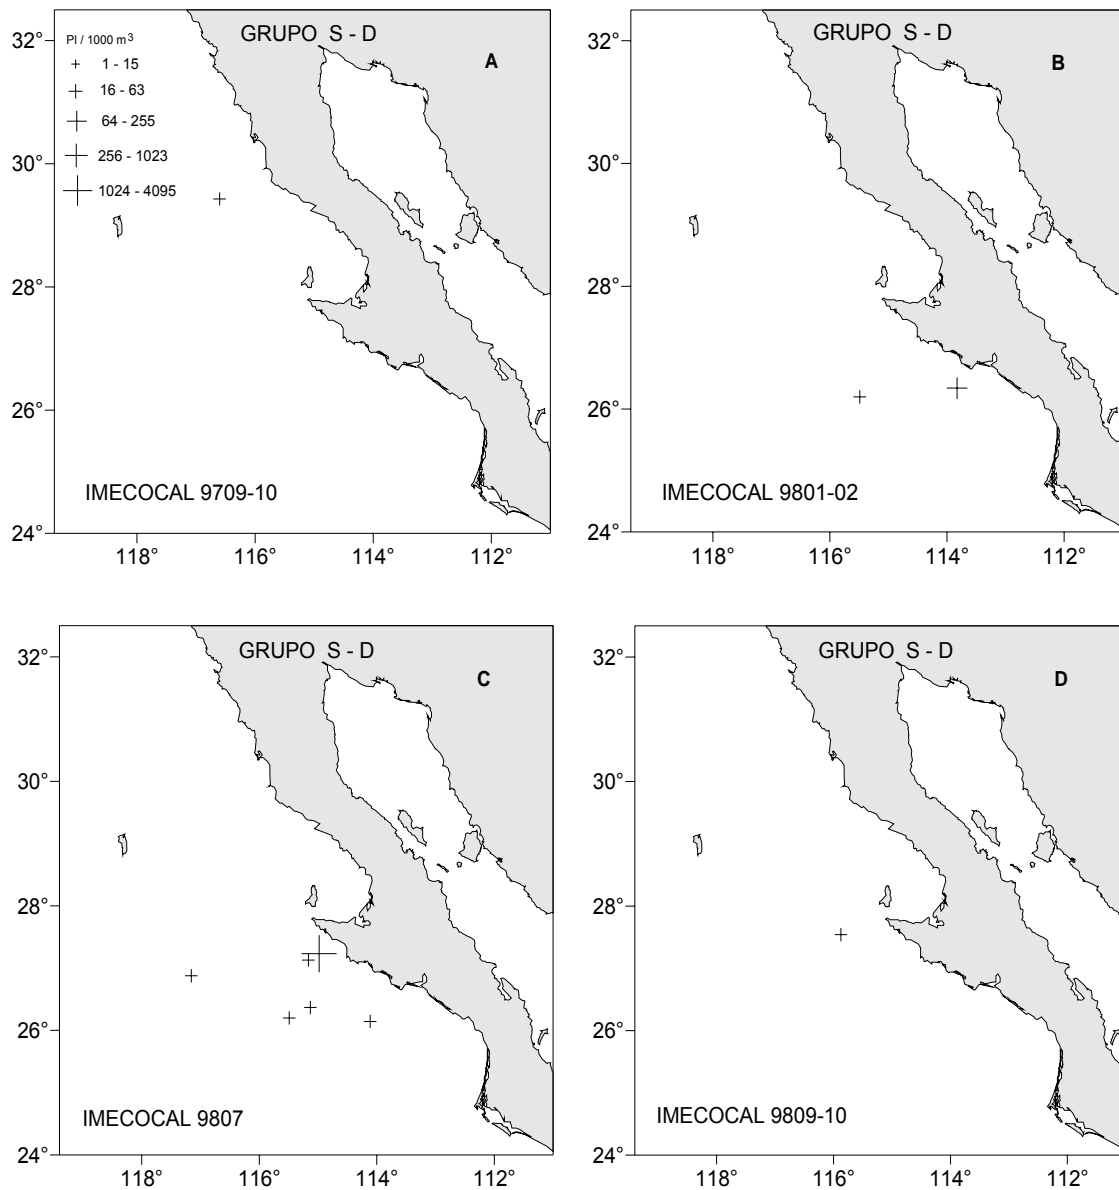 GRUPO S - D
A
Pl / 1000 m³
1 - 15
16 - 63
64 - 255
256 - 1023
1024 - 4095
32°
30°
28°
26°
24°
IMECOCAL 9709-10
118°
116°
114°
112°
GRUPO S - D
B
32°
30°
28°
26°
24°
IMECOCAL 9801-02
118°
116°
114°
112°
GRUPO S - D
C
32°
30°
28°
26°
24°
IMECOCAL 9807
118°
116°
114°
112°
GRUPO S - D
D
32°
30°
28°
26°
24°
IMECOCAL 9809-10
118°
116°
114°
112°